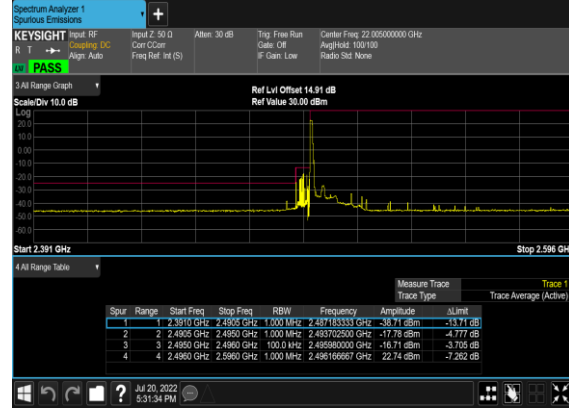 Spectrum Analyzer 1
Spurious Emissions
KEYSIGHT Input: RF Input Z: 50 Ω Atten: 30 dB Trig: Free Run Center Freq: 22.005000000 GHz
R T Coupling: DC Corr CCorr Gate: Off Avg|Hold: 100/100
Align: Auto Freq Ref: Int (S) IF Gain: Low Radio Std: None
PASS
3 All Range Graph
Ref Lvl Offset 14.91 dB
Scale/Div 10.0 dB Ref Value 30.00 dBm
Log
20.0
10.0
0.00
-10.0
-20.0
-30.0
-40.0
-50.0
-60.0
Start 2.391 GHz Stop 2.596 GH
4 All Range Table
Measure Trace Trace 1
Trace Type Trace Average (Active)
Spur Range Start Freq Stop Freq RBW Frequency Amplitude ΔLimit
1 1 2.3910 GHz 2.4905 GHz 1.000 MHz 2.487183333 GHz -38.71 dBm -13.71 dB
2 2 2.4905 GHz 2.4950 GHz 1.000 MHz 2.493702500 GHz -17.78 dBm -4.777 dB
3 3 2.4950 GHz 2.4960 GHz 100.0 kHz 2.495980000 GHz -16.71 dBm -3.705 dB
4 4 2.4960 GHz 2.5960 GHz 1.000 MHz 2.496166667 GHz 22.74 dBm -7.262 dB
? Jul 20, 2022
5:31:34 PM